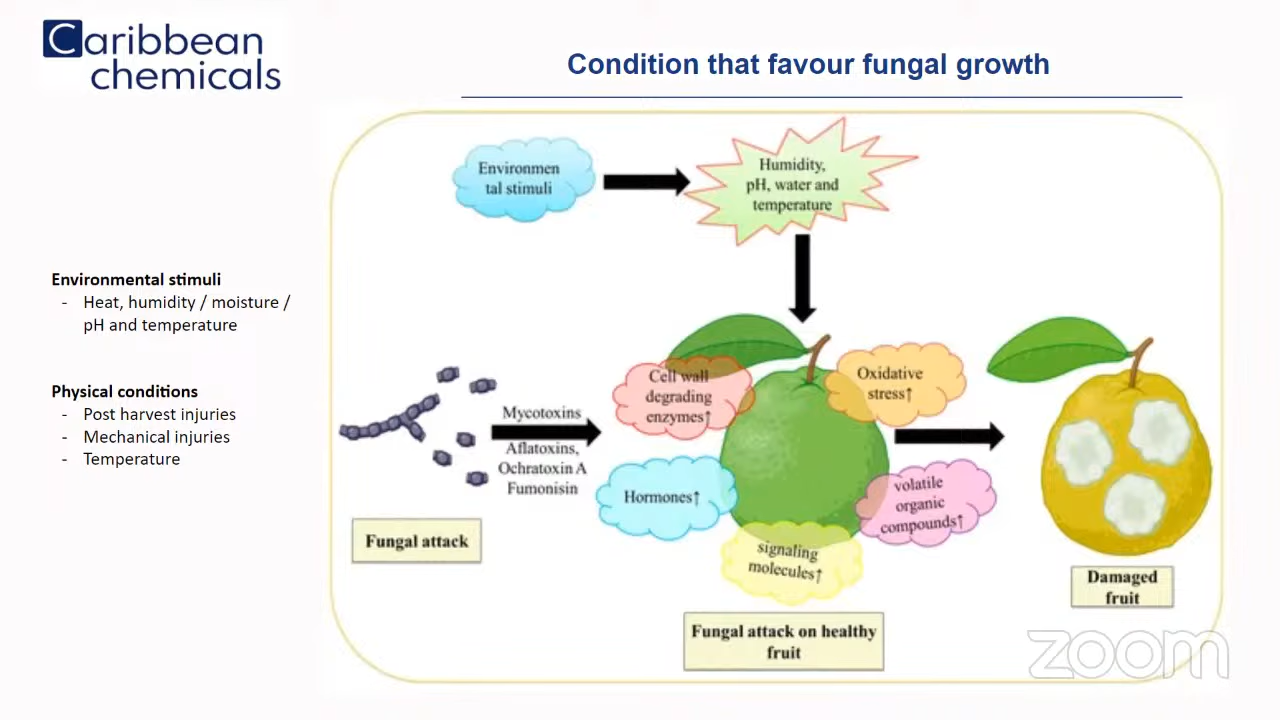 Caribbean
chemicals
Condition that favour fungal growth
Environmental stimuli
- Heat, humidity / moisture /
pH and temperature
Physical conditions
- Post harvest injuries
- Mechanical injuries
- Temperature
Environmen
tal stimuli
Humidity,
pH, water and
temperature
Mycotoxins
Aflatoxins,
Ochratoxin A
Fumonisin
Fungal attack
Cell wall
degrading
enzymes↑
Oxidative
stress↑
Hormones↑
volatile
organic
compounds↑
signaling
molecules↑
Fungal attack on healthy
fruit
Damaged
fruit
zoom